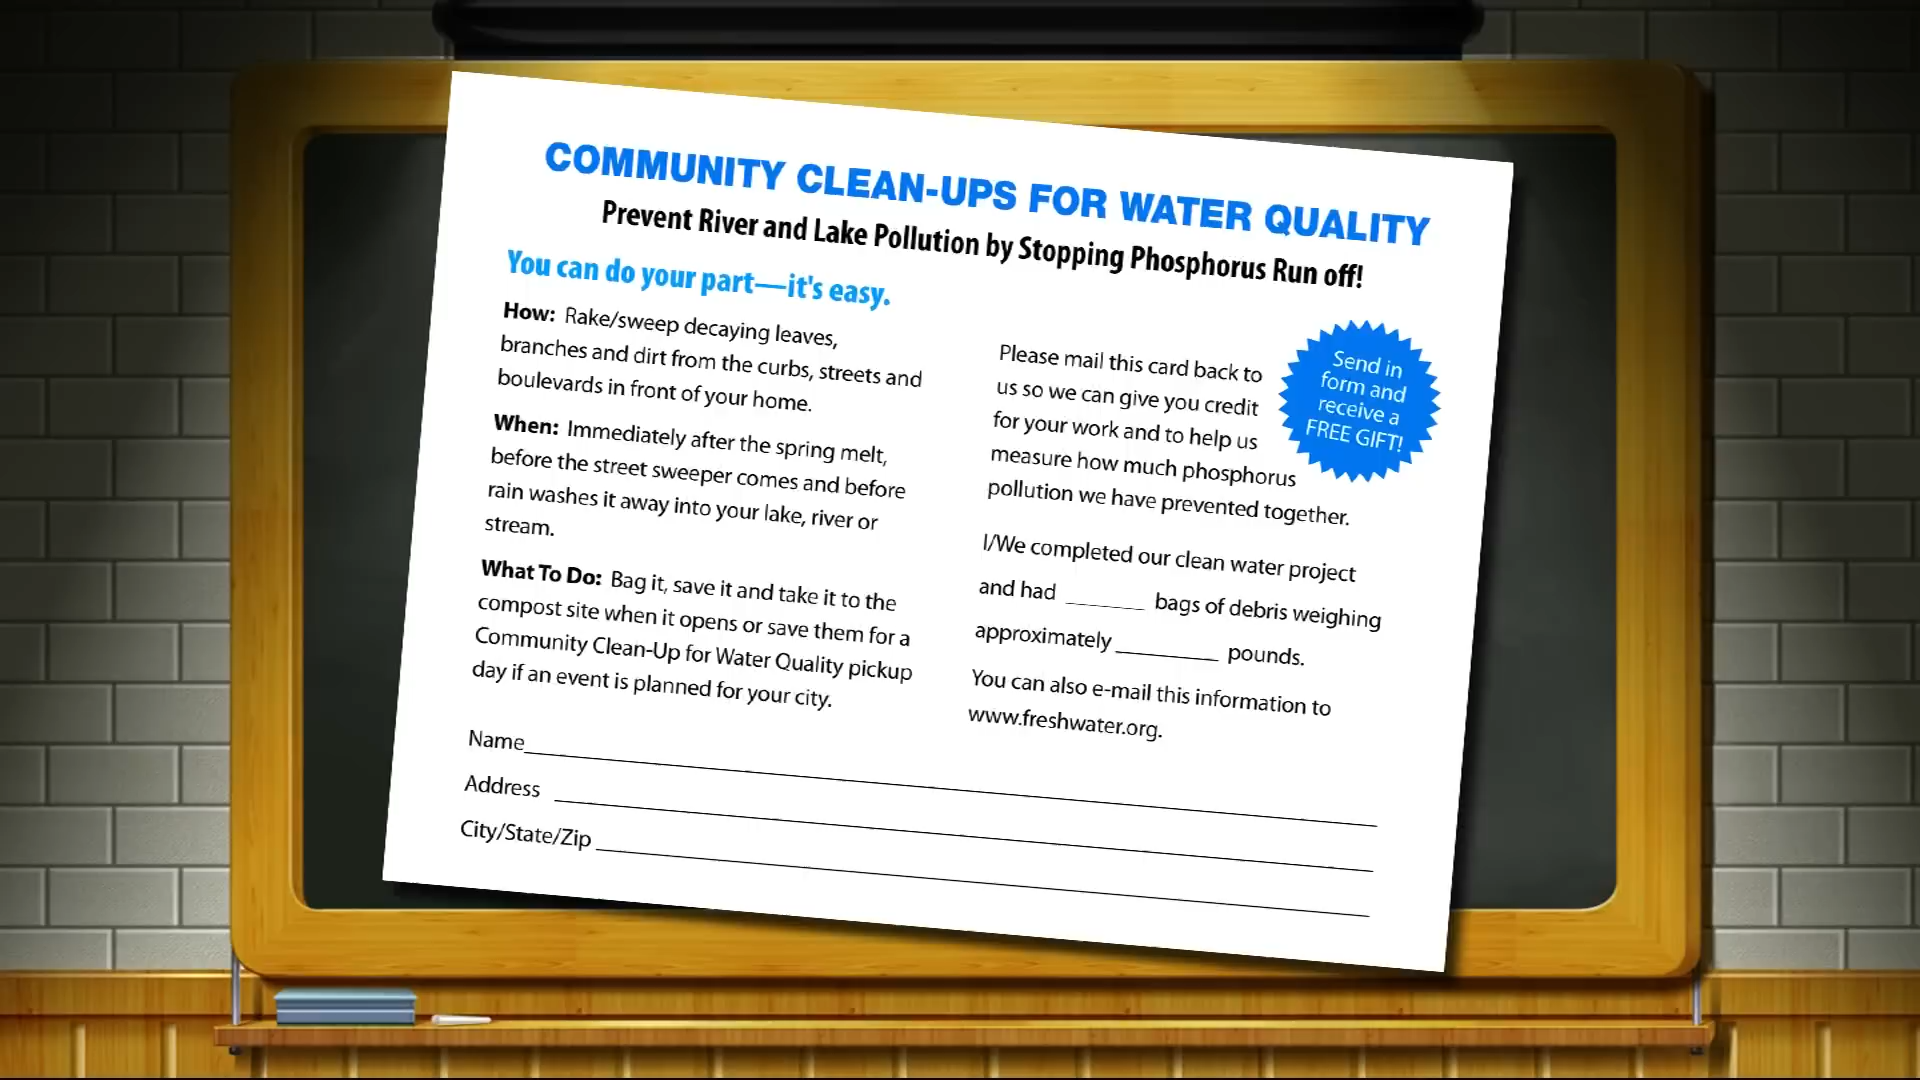 COMMUNITY CLEAN-UPS FOR WATER QUALITY
Prevent River and Lake Pollution by Stopping Phosphorus Run off!
You can do your part—it's easy.
How: Rake/sweep decaying leaves,
branches and dirt from the curbs, streets and
boulevards in front of your home.
When: Immediately after the spring melt,
before the street sweeper comes and before
rain washes it away into your lake, river or
stream.
What To Do: Bag it, save it and take it to the
compost site when it opens or save them for a
Community Clean-Up for Water Quality pickup
day if an event is planned for your city.
Please mail this card back to
us so we can give you credit
for your work and to help us
measure how much phosphorus
pollution we have prevented together.
Send in
form and
receive a
FREE GIFT!
I/We completed our clean water project
and had _______ bags of debris weighing
approximately _________ pounds.
You can also e-mail this information to
www.freshwater.org.
Name
Address
City/State/Zip